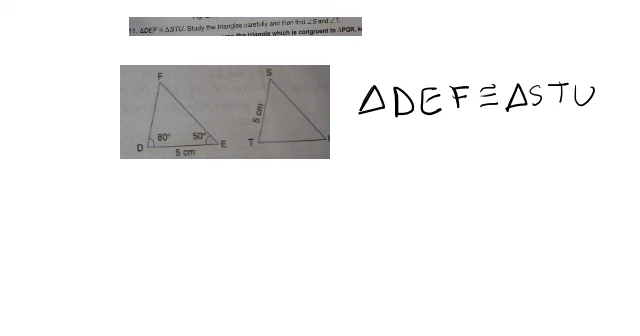 11. ΔDEF ≡ ΔSTU. Study the triangles carefully and then find ∠S and ∠T.
the triangle which is congruent to ΔPQR,
F
S
80°
50°
5 cm
D
E
5 cm
T
ΔDEF≡ΔSTU